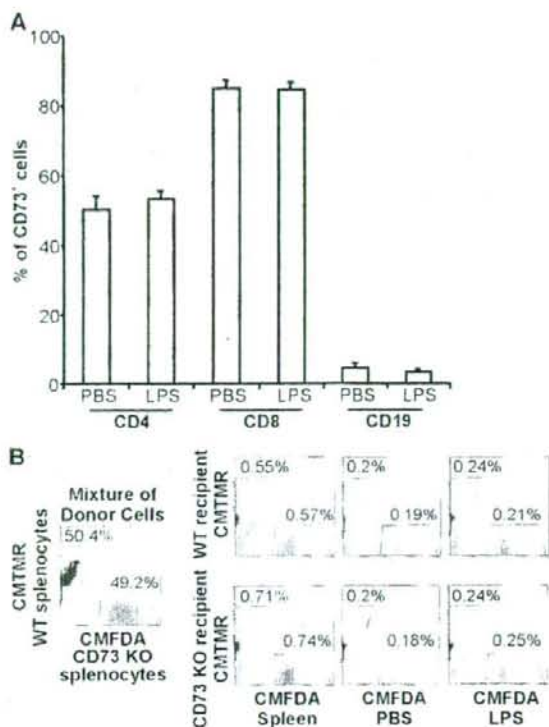 A
% of CD73+ cells
100
80
60
40
20
0
PBS LPS PBS LPS PBS LPS
CD4 CD8 CD19
B
Mixture of
Donor Cells
50.4%
49.2%
CMTMR
WT splenocytes
CMFDA
CD73 KO
splenocytes
WT recipient
CMTMR
0.55% 0.2% 0.24%
0.57% 0.19% 0.21%
CD73 KO recipient
CMTMR
0.71% 0.2% 0.24%
0.74% 0.18% 0.25%
CMFDA CMFDA CMFDA
Spleen PBS LPS